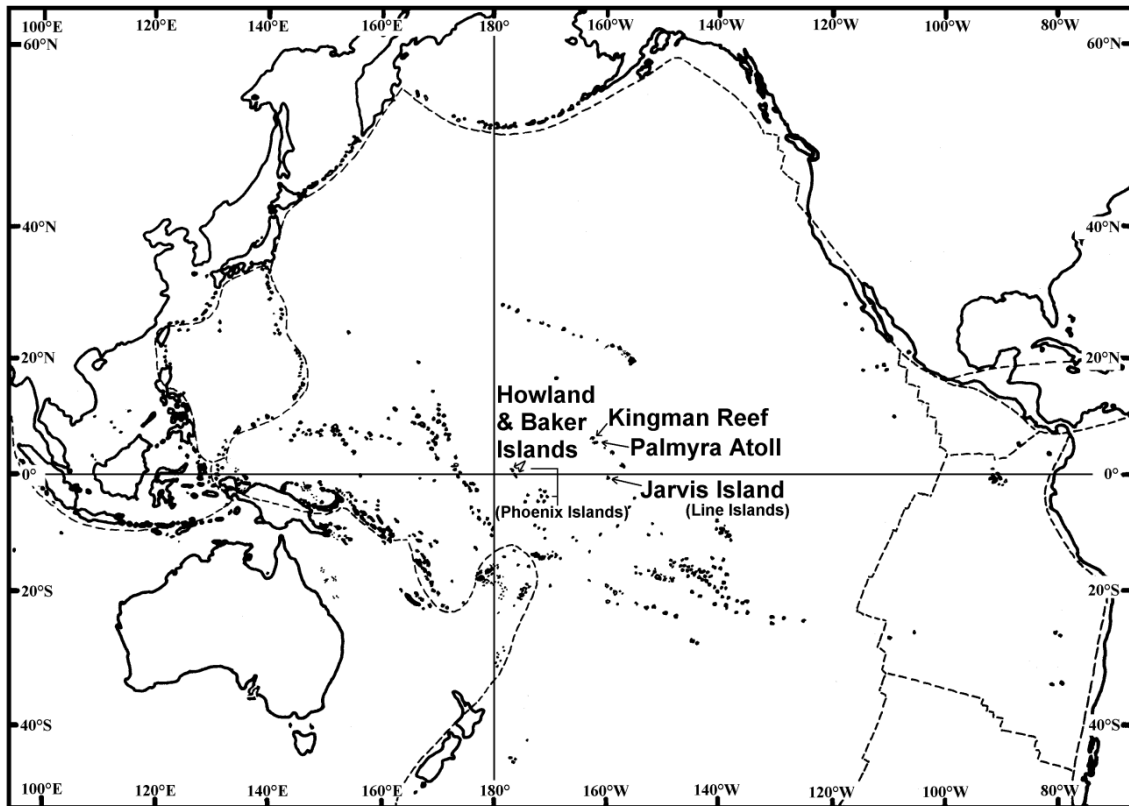 100°E 120°E 140°E 160°E 180° 160°W 140°W 120°W 100°W 80°W
60°N 60°N
40°N 40°N
20°N 20°N
Howland
& Baker
Islands
Kingman Reef
Palmyra Atoll
0° 0°
Jarvis Island
(Phoenix Islands) (Line Islands)
20°S 20°S
40°S 40°S
100°E 120°E 140°E 160°E 180° 160°W 140°W 120°W 100°W 80°W